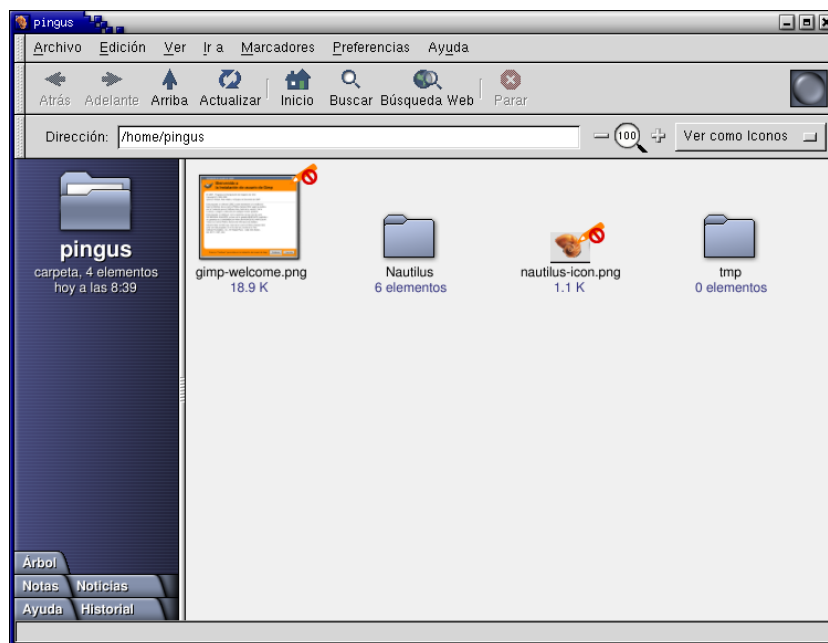 pingus
Archivo Edición Ver Ir a Marcadores Preferencias Ayuda
Atrás Adelante Arriba Actualizar Inicio Buscar Búsqueda Web Parar
Dirección: /home/pingus 100 Ver como Iconos
pingus
carpeta, 4 elementos
hoy a las 8:39
gimp-welcome.png Nautilus nautilus-icon.png tmp
18.9 K 6 elementos 1.1 K 0 elementos
Árbol
Notas Noticias
Ayuda Historial